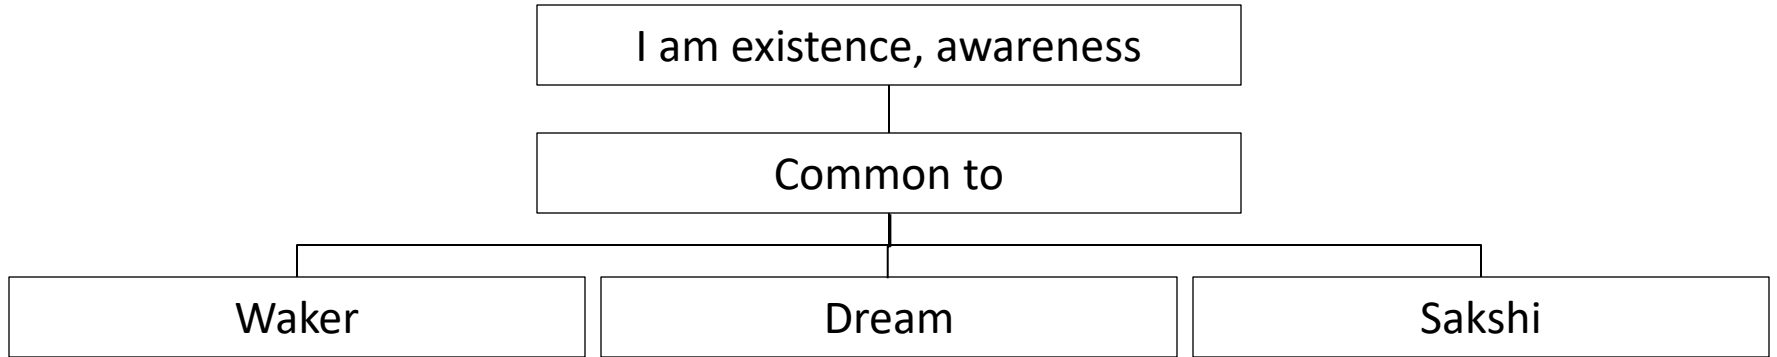 I am existence, awareness
Common to
Waker
Dream
Sakshi